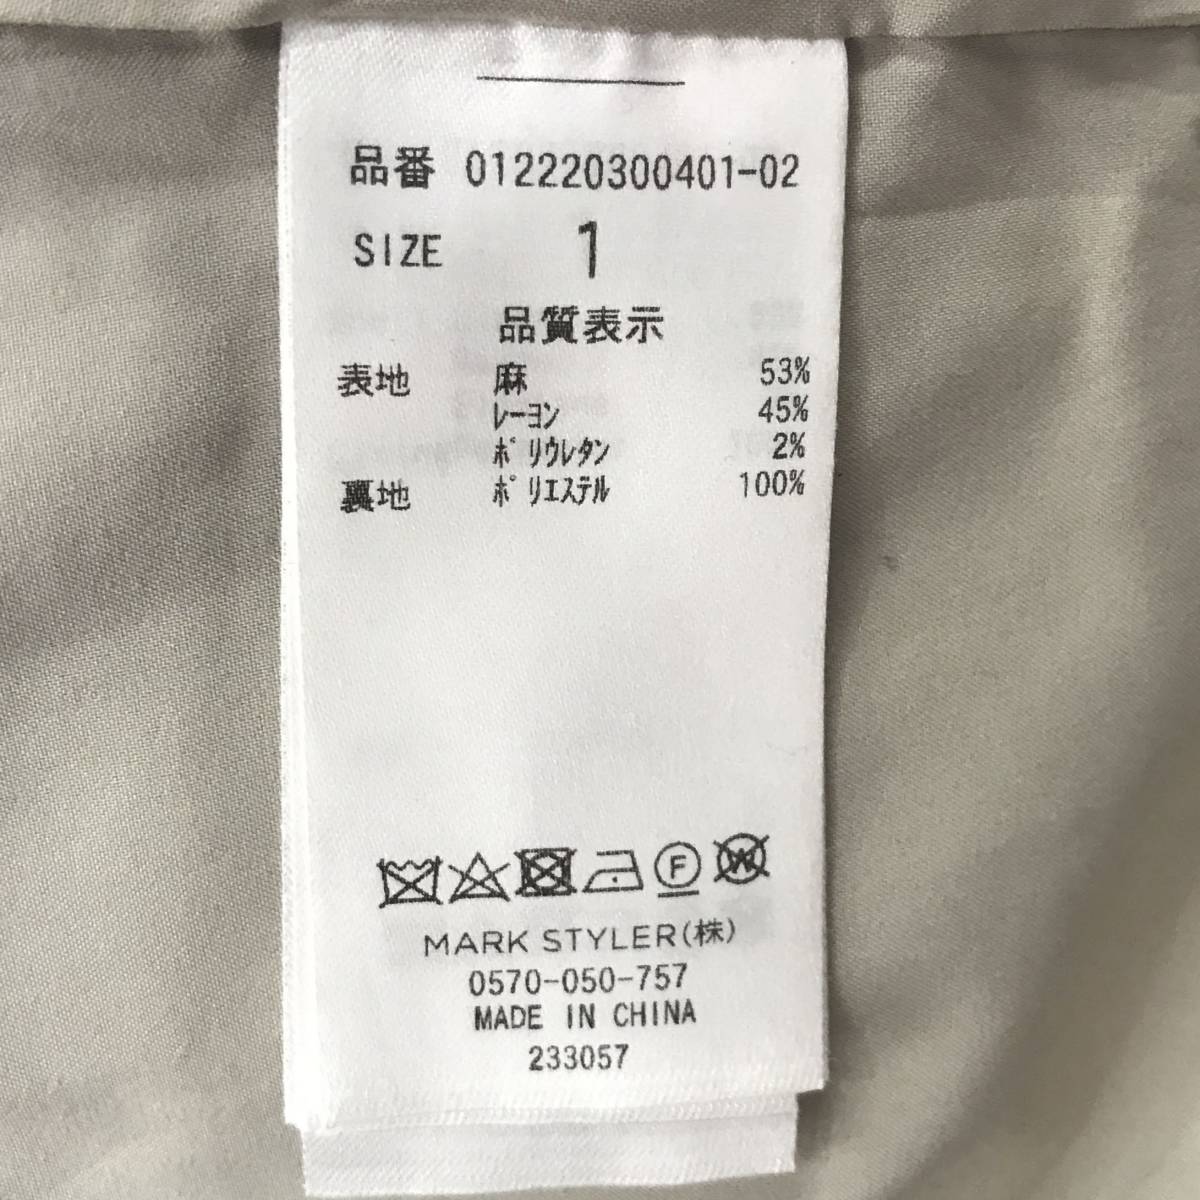 品番 012220300401-02
SIZE 1
品質表示
表地 麻 53%
レーヨン 45%
ポリウレタン 2%
裏地 ポリエステル 100%
F W
MARK STYLER(株)
0570-050-757
MADE IN CHINA
233057